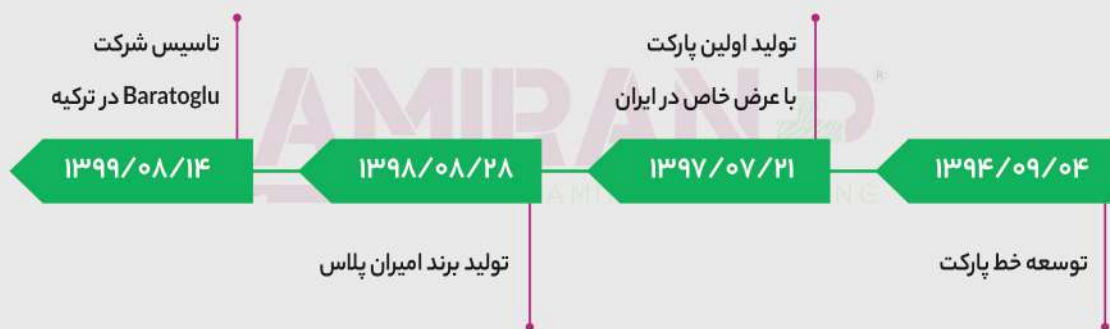 تولید اولین پارکت
با عرض خاص در ایران
تاسیس شرکت
Baratoglu در ترکیه
AMIRAN P®
۱۳۹۴/۰۹/۰۴
۱۳۹۷/۰۷/۲۱
۱۳۹۸/۰۸/۲۸
۱۳۹۹/۰۸/۱۴
توسعه خط پارکت
تولید برند امیران پلاس